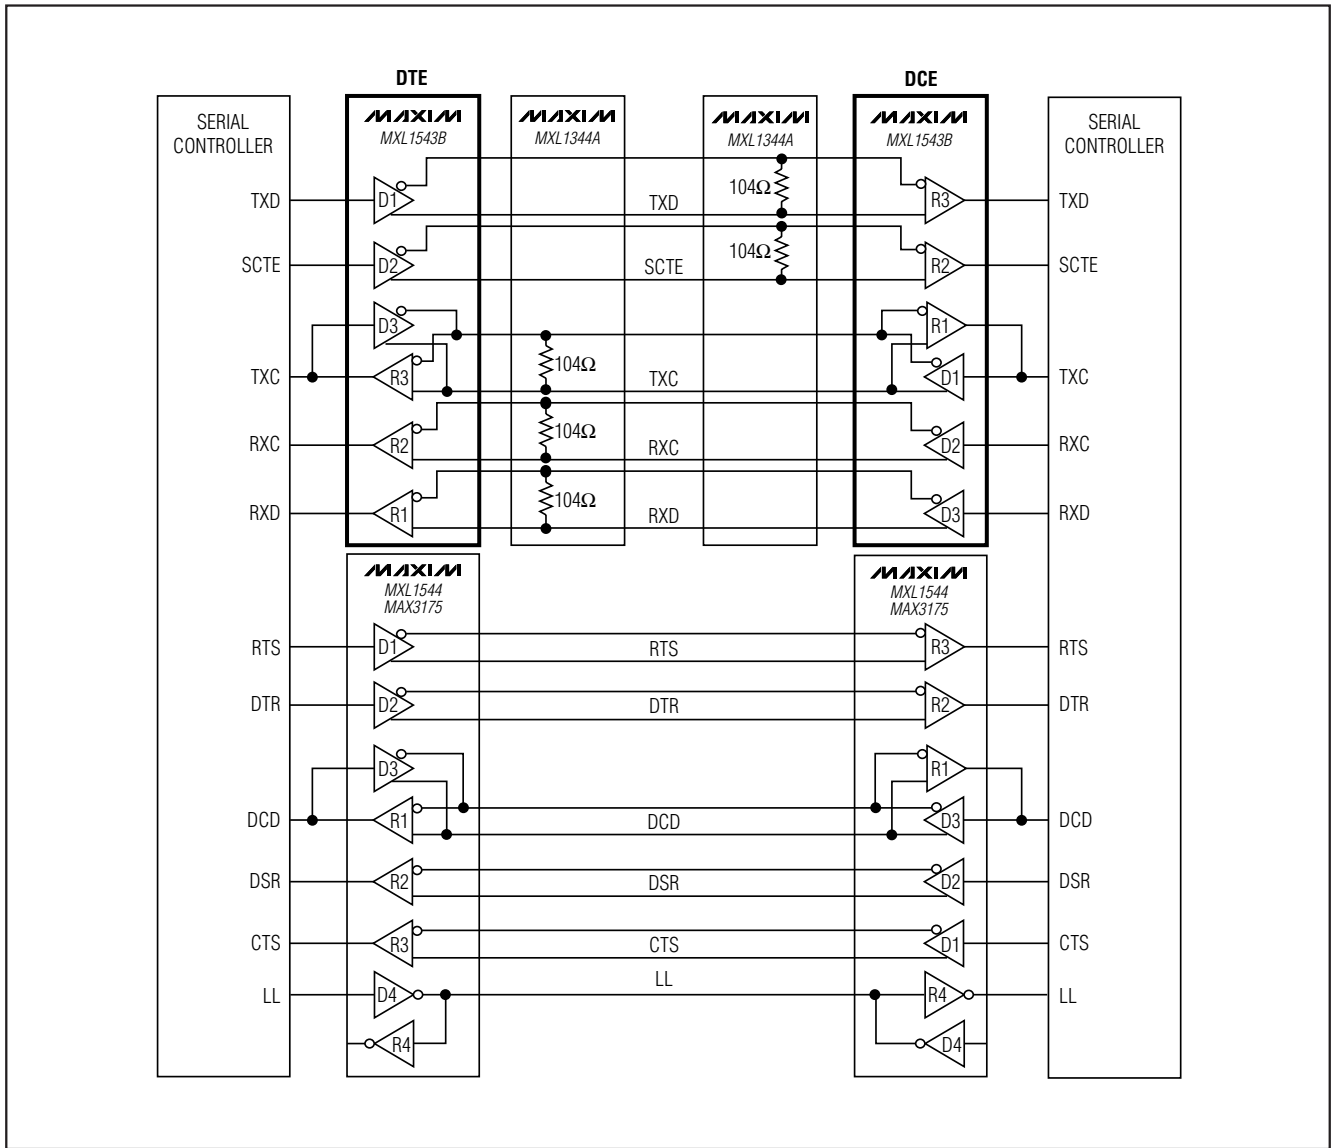 DTE
DCE
SERIAL
CONTROLLER
MAXIM
MXL1543B
MAXIM
MXL1344A
MAXIM
MXL1344A
MAXIM
MXL1543B
SERIAL
CONTROLLER
TXD
D1
TXD
104Ω
R3
TXD
SCTE
D2
SCTE
104Ω
R2
SCTE
D3
R1
TXC
R3
104Ω
TXC
D1
TXC
RXC
R2
104Ω
RXC
D2
RXC
RXD
R1
104Ω
RXD
D3
RXD
MAXIM
MXL1544
MAX3175
MAXIM
MXL1544
MAX3175
RTS
D1
RTS
R3
RTS
DTR
D2
DTR
R2
DTR
D3
R1
DCD
R1
DCD
D3
DCD
DSR
R2
DSR
D2
DSR
CTS
R3
CTS
D1
CTS
LL
D4
LL
R4
LL
R4
D4